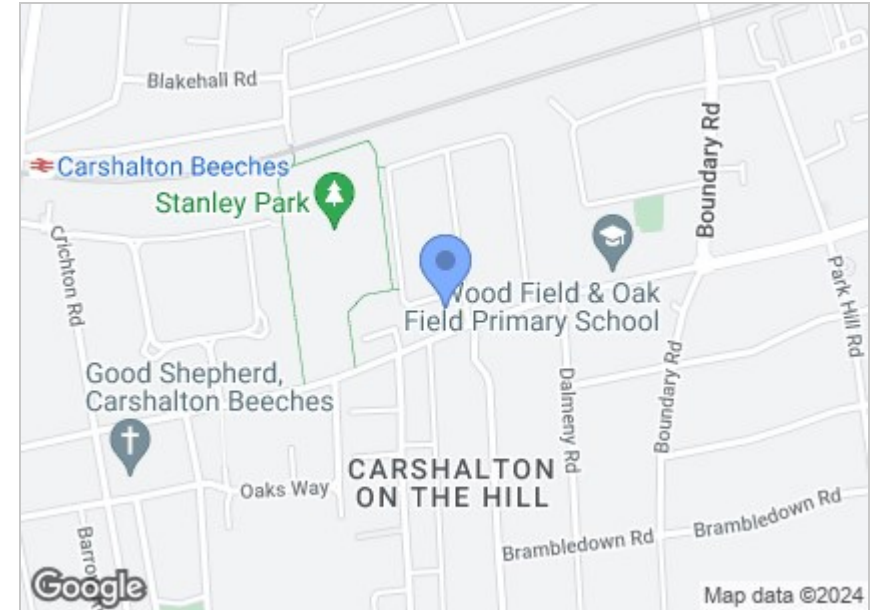 Blakehall Rd
Boundary Rd
Carshalton Beeches
Stanley Park
Crichton Rd
Wood Field & Oak
Field Primary School
Park Hill Rd
Good Shepherd,
Carshalton Beeches
Dalmeny Rd
Boundary Rd
CARSHALTON
ON THE HILL
Oaks Way
Brambledown Rd
Brambledown Rd
Google
Map data ©2024